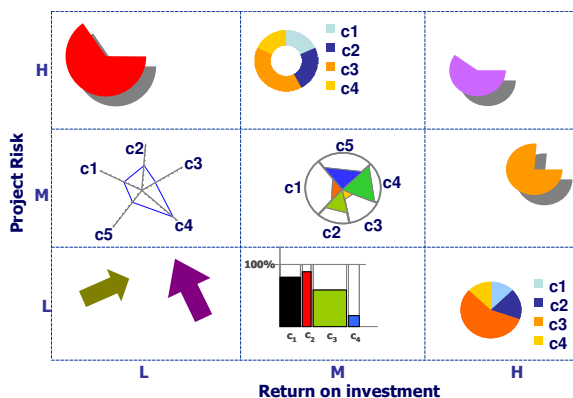 Project Risk
H
c1
c2
c3
c4
M
c2
c1
c3
c4
c5
c5
c1
c4
c3
c2
L
100%
c1 c2 c3 c4
c1
c2
c3
c4
L M H
Return on investment